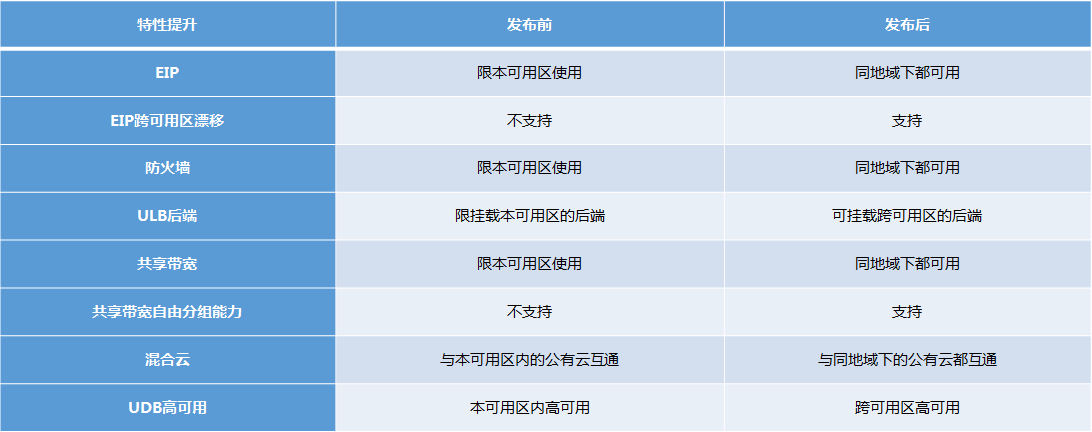 特性提升 发布前 发布后
EIP 限本可用区使用 同地域下都可用
EIP跨可用区漂移 不支持 支持
防火墙 限本可用区使用 同地域下都可用
ULB后端 限挂载本可用区的后端 可挂载跨可用区的后端
共享带宽 限本可用区使用 同地域下都可用
共享带宽自由分组能力 不支持 支持
混合云 与本可用区内的公有云互通 与同地域下的公有云都互通
UDB高可用 本可用区内高可用 跨可用区高可用